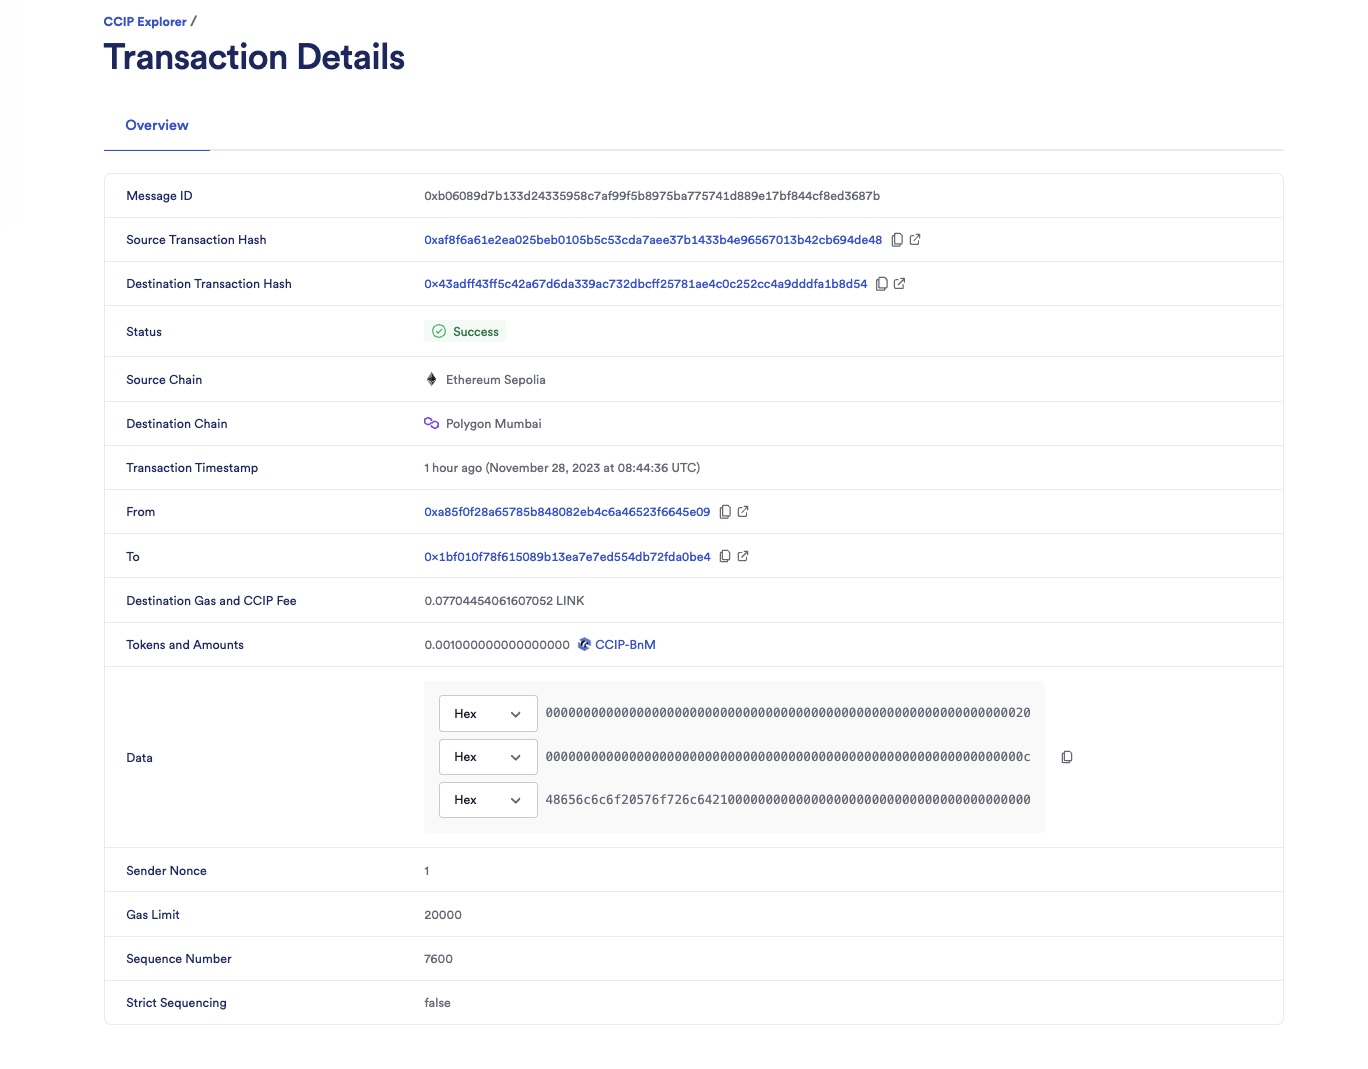 CCIP Explorer /
Transaction Details
Overview
Message ID 0xb06089d7b133d24335958c7af99f5b8975ba775741d889e17bf844cf8ed3687b
Source Transaction Hash 0xaf8f6a61e2ea025beb0105b5c53cda7aee37b1433b4e96567013b42cb694de48
Destination Transaction Hash 0x43adff43ff5c42a67d6da339ac732dbcff25781ae4c0c252cc4a9dddfa1b8d54
Status Success
Source Chain Ethereum Sepolia
Destination Chain Polygon Mumbai
Transaction Timestamp 1 hour ago (November 28, 2023 at 08:44:36 UTC)
From 0xa85f0f28a65785b848082eb4c6a46523f6645e09
To 0x1bf010f78f615089b13ea7e7ed554db72fda0be4
Destination Gas and CCIP Fee 0.07704454061607052 LINK
Tokens and Amounts 0.001000000000000000 CCIP-BnM
Data
Hex 0000000000000000000000000000000000000000000000000000000000000020
Hex 000000000000000000000000000000000000000000000000000000000000000c
Hex 48656c6c6f20576f726c64210000000000000000000000000000000000000000
Sender Nonce 1
Gas Limit 20000
Sequence Number 7600
Strict Sequencing false